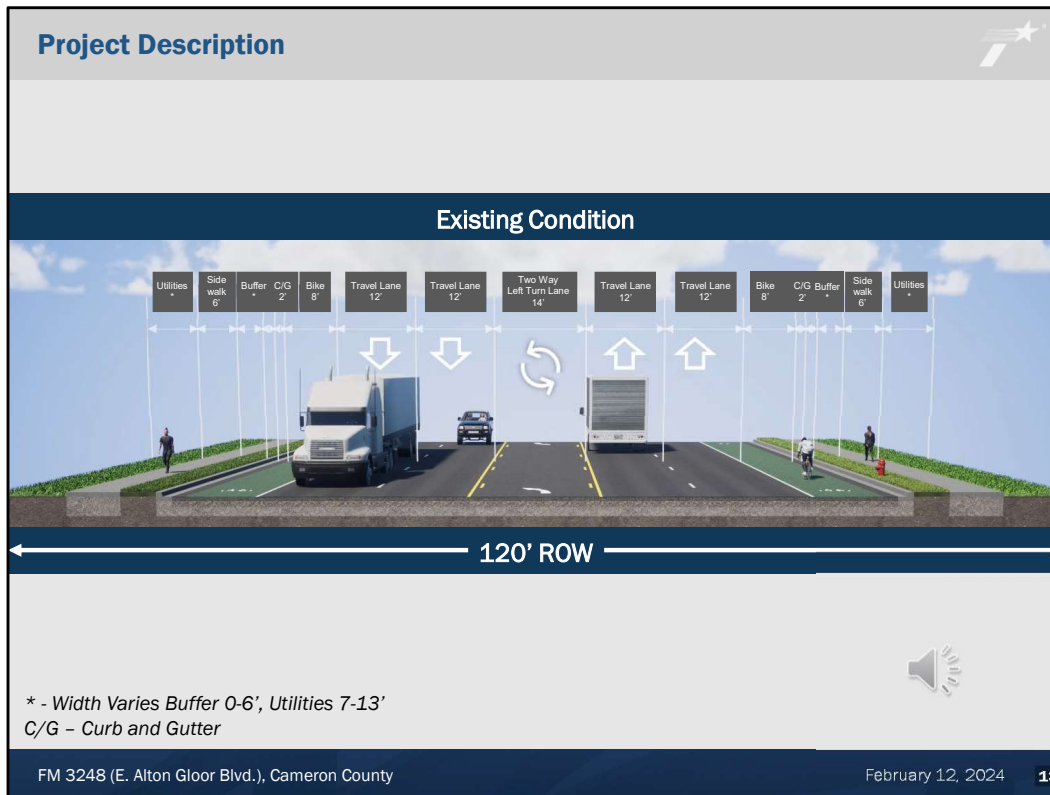 Project Description
Existing Condition
Utilities
*
Side
walk
6'
Buffer
*
C/G
2'
Bike
8'
Travel Lane
12'
Travel Lane
12'
Two Way
Left Turn Lane
14'
Travel Lane
12'
Travel Lane
12'
Bike
8'
C/G
2'
Buffer
*
Side
walk
6'
Utilities
*
120' ROW
* - Width Varies Buffer 0-6', Utilities 7-13'
C/G – Curb and Gutter
FM 3248 (E. Alton Gloor Blvd.), Cameron County
February 12, 2024